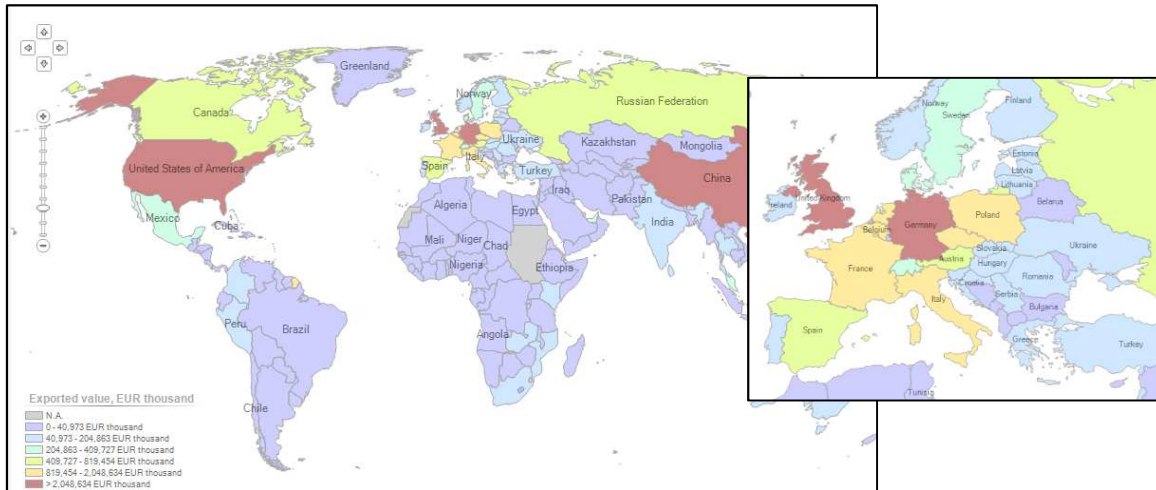 Greenland
Norway
Russian Federation
Canada
Ukraine
Kazakhstan
Mongolia
Italy
Spain
Turkey
United States of America
China
Iraq
Pakistan
Algeria
Egypt
India
Mexico
Cuba
Mali
Niger
Chad
Nigeria
Ethiopia
Peru
Brazil
Angola
Chile
Exported value, EUR thousand
N.A.
0 - 40,973 EUR thousand
40,973 - 204,863 EUR thousand
204,863 - 409,727 EUR thousand
409,727 - 819,454 EUR thousand
819,454 - 2,048,634 EUR thousand
> 2,048,634 EUR thousand
Norway
Finland
Sweden
Estonia
Latvia
Lithuania
Ireland
United Kingdom
Belarus
Poland
Germany
Belgium
Slovakia
Ukraine
Austria
Hungary
France
Romania
Croatia
Serbia
Italy
Bulgaria
Spain
Greece
Turkey
Tunisia